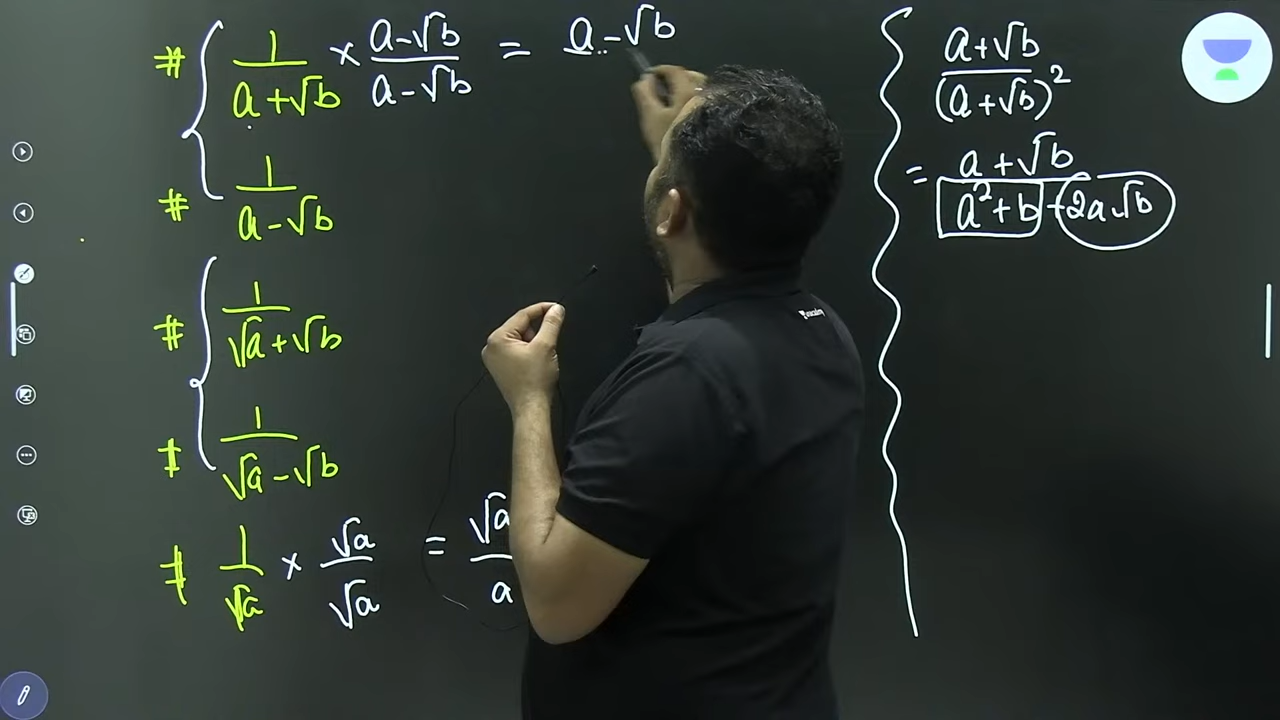 # 1/(a+√b) × (a-√b)/(a-√b) = a-√b
# 1/(a-√b)
# 1/(√a+√b)
# 1/(√a-√b)
# 1/√a × √a/√a = √a/a
(a+√b)/(a+√b)²
= (a+√b)/(a²+b+2a√b)